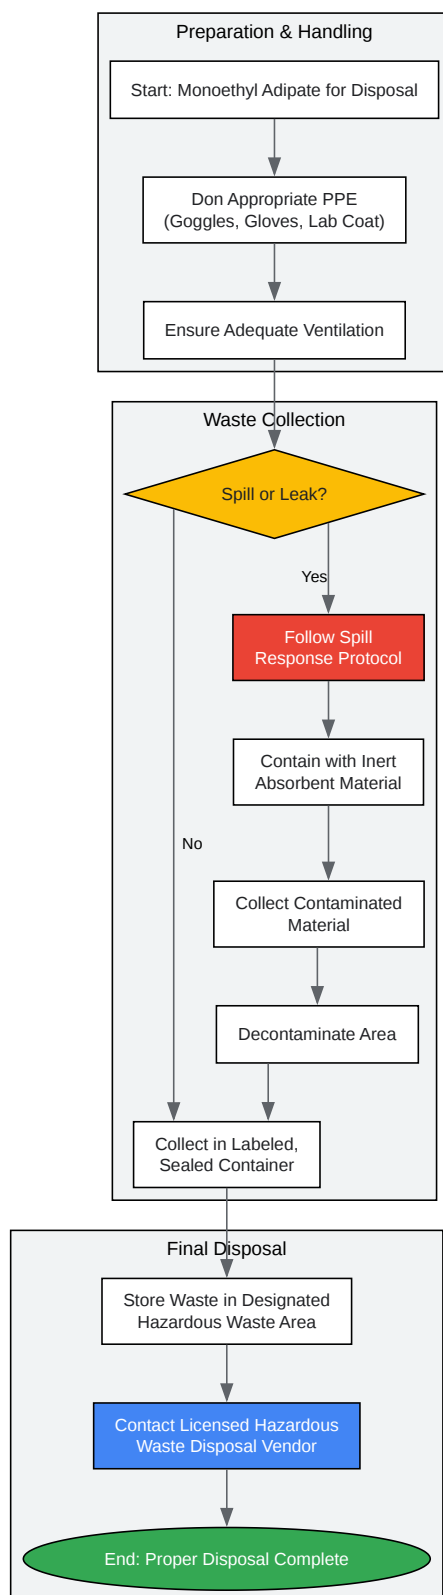 Preparation & Handling
Start: Monoethyl Adipate for Disposal
Don Appropriate PPE
(Goggles, Gloves, Lab Coat)
Ensure Adequate Ventilation
Waste Collection
Spill or Leak?
Yes
Follow Spill
Response Protocol
Contain with Inert
Absorbent Material
No
Collect Contaminated
Material
Decontaminate Area
Collect in Labeled,
Sealed Container
Final Disposal
Store Waste in Designated
Hazardous Waste Area
Contact Licensed Hazardous
Waste Disposal Vendor
End: Proper Disposal Complete